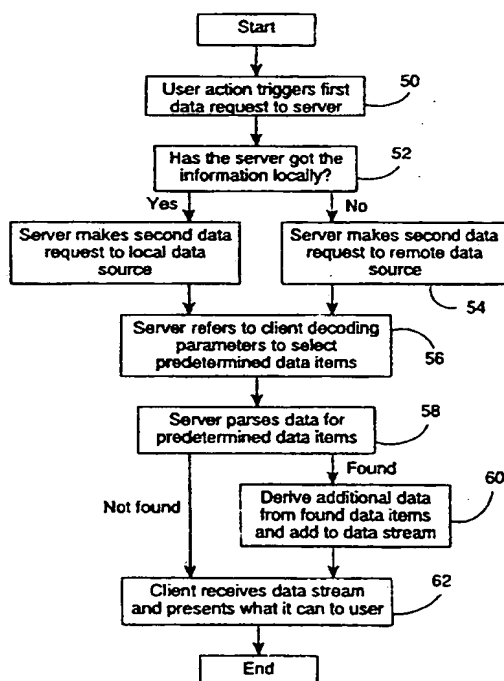 Start
User action triggers first
data request to server
50
Has the server got the
information locally?
52
Yes
No
Server makes second data
request to local data
source
Server makes second data
request to remote data
source
54
Server refers to client decoding
parameters to select
predetermined data items
56
Server parses data for
predetermined data items
58
Not found
Found
Derive additional data
from found data items
and add to data stream
60
Client receives data stream
and presents what it can to user
62
End